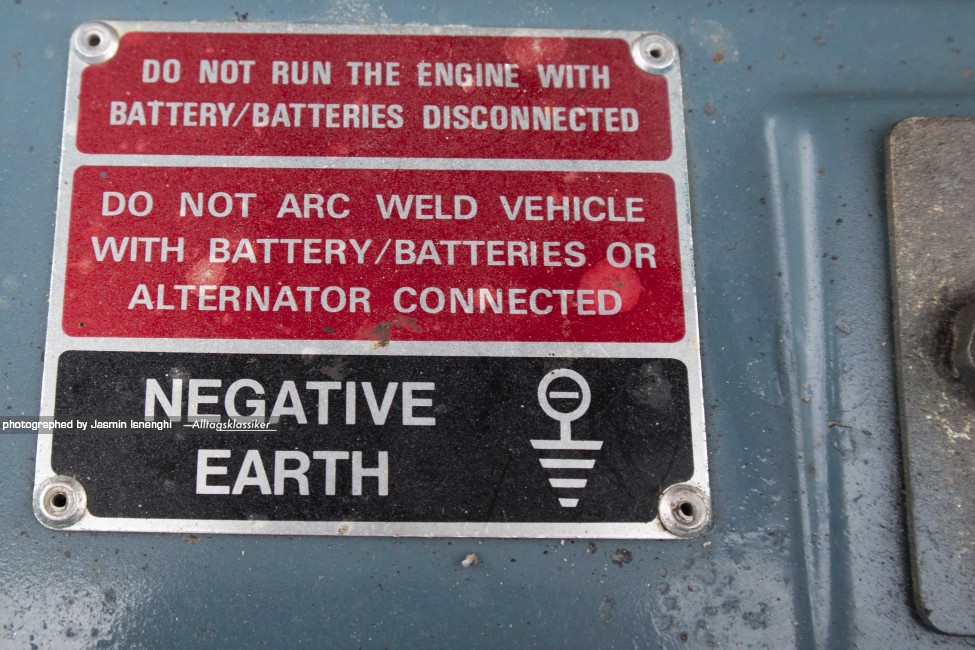 DO NOT RUN THE ENGINE WITH
BATTERY/BATTERIES DISCONNECTED
DO NOT ARC WELD VEHICLE
WITH BATTERY/BATTERIES OR
ALTERNATOR CONNECTED
NEGATIVE
EARTH
photographed by Jasmin Isnenghi Alltagsklassiker